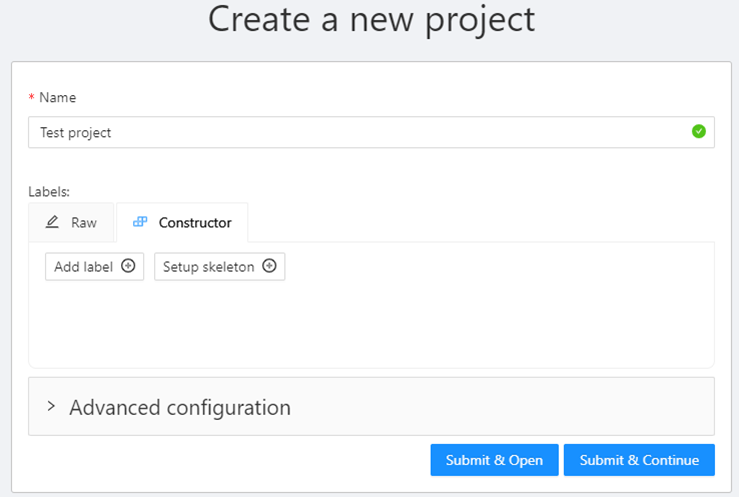 Create a new project
* Name
Test project
Labels:
Raw Constructor
Add label Setup skeleton
Advanced configuration
Submit & Open Submit & Continue